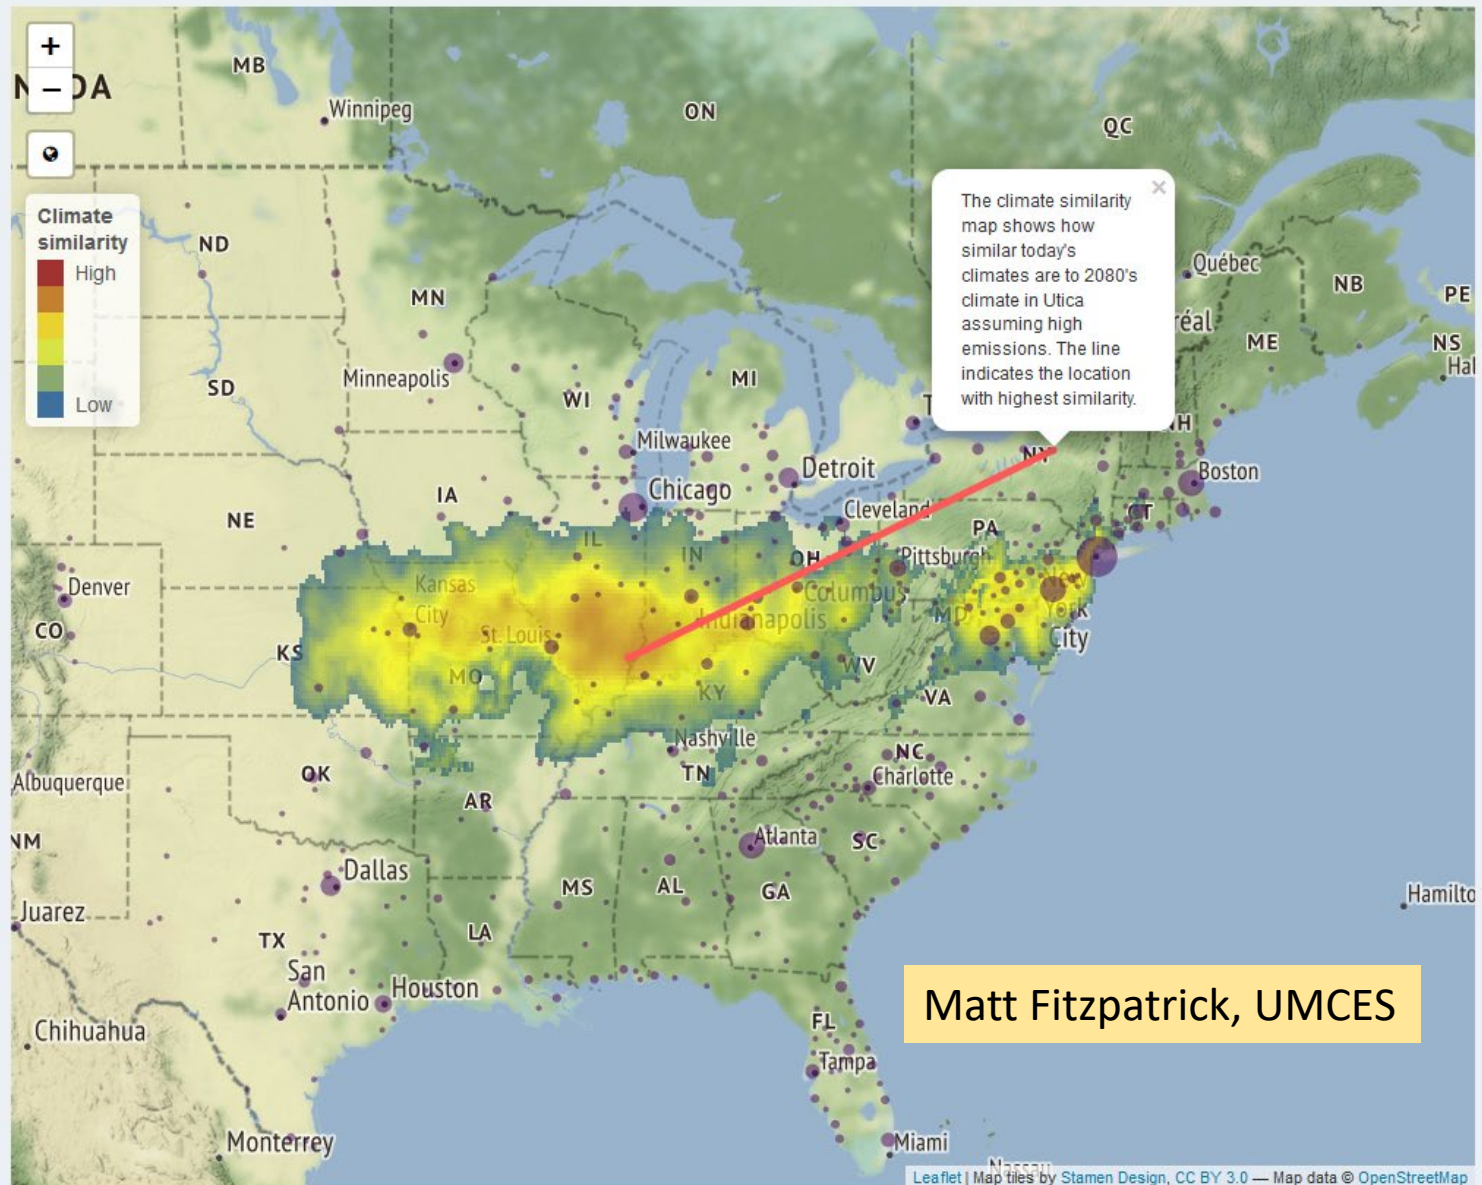 +
−
MB
Winnipeg
ON
QC
Climate
similarity
High
Low
ND
MN
SD
Minneapolis
WI
MI
Milwaukee
Detroit
Chicago
Cleveland
IA
NE
The climate similarity
map shows how
similar today's
climates are to 2080's
climate in Utica
assuming high
emissions. The line
indicates the location
with highest similarity.
×
Québec
NB
PE
ME
NS
NY
Boston
CT
PA
Pittsburgh
IL
IN
OH
Columbus
Indianapolis
Kansas
City
St. Louis
MO
KS
KY
WV
MD
New
York
City
VA
Denver
CO
Nashville
TN
NC
Charlotte
OK
AR
Albuquerque
NM
Atlanta
SC
Dallas
MS
AL
GA
Juarez
TX
LA
San
Antonio
Houston
Chihuahua
Monterrey
FL
Tampa
Miami
Nassau
Matt Fitzpatrick, UMCES
Leaflet | Map tiles by Stamen Design, CC BY 3.0 — Map data © OpenStreetMap